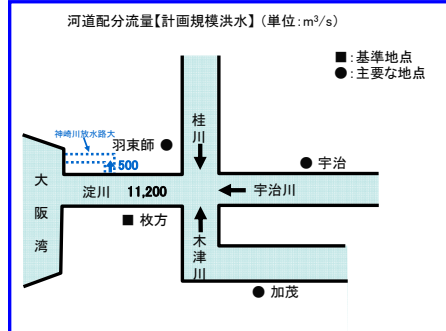 河道配分流量【計画規模洪水】（単位:m³/s）
■:基準地点
●:主要な地点
神崎川放水路大
羽束師 ●
500
桂川
● 宇治
大阪湾
淀川 11,200
宇治川
■ 枚方
木津川
● 加茂